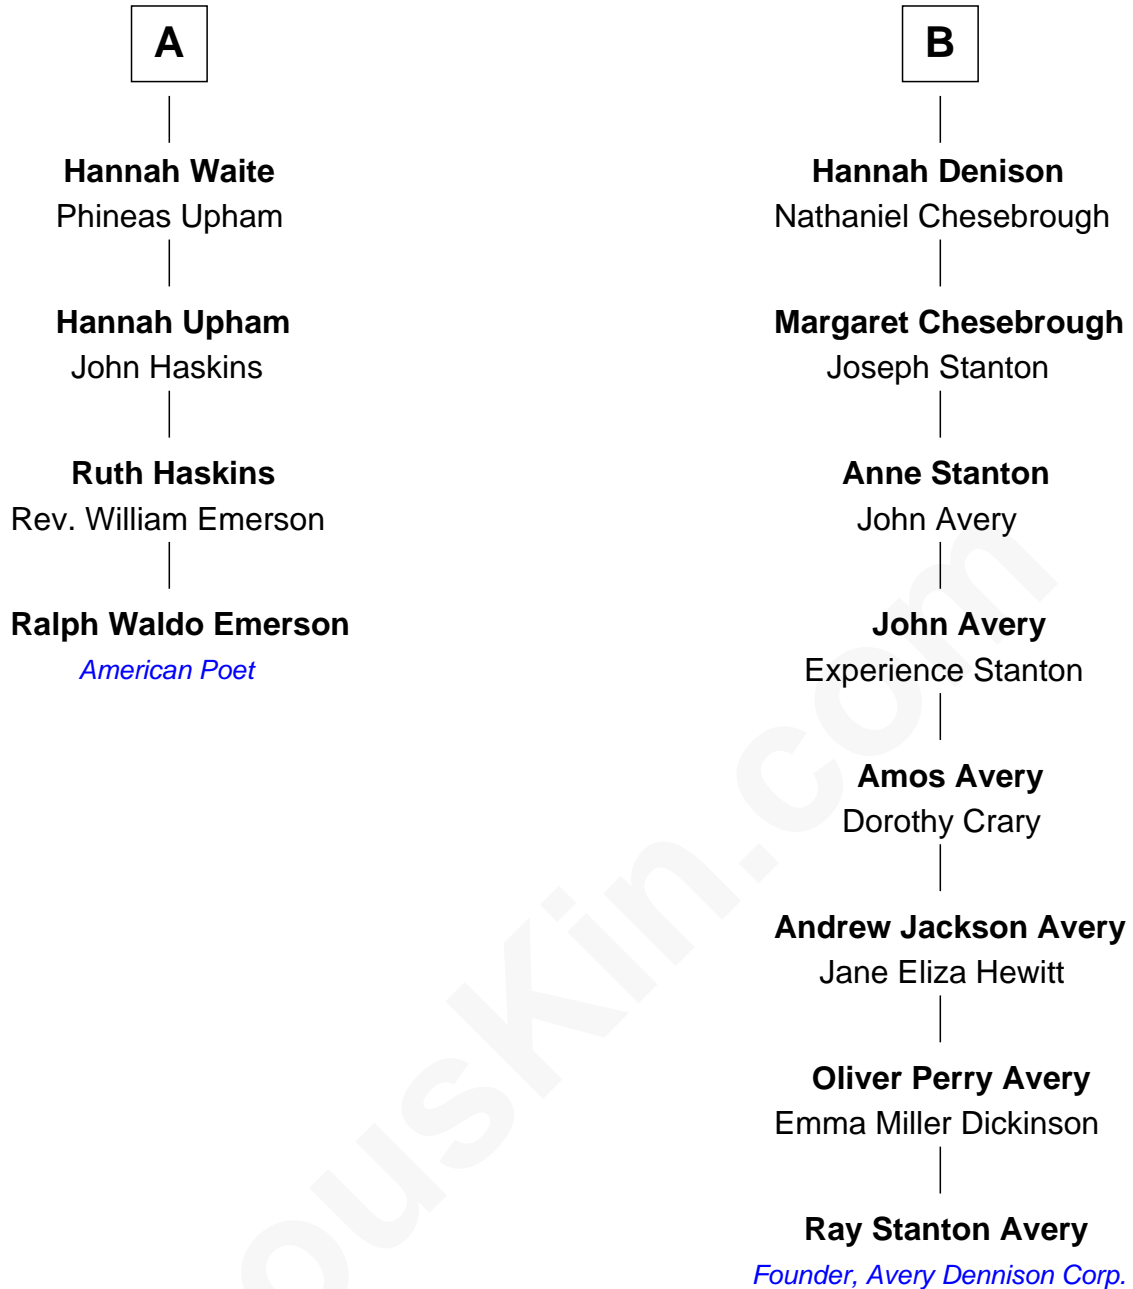 A
Hannah Waite
Phineas Upham
Hannah Upham
John Haskins
Ruth Haskins
Rev. William Emerson
Ralph Waldo Emerson
American Poet
B
Hannah Denison
Nathaniel Chesebrough
Margaret Chesebrough
Joseph Stanton
Anne Stanton
John Avery
John Avery
Experience Stanton
Amos Avery
Dorothy Crary
Andrew Jackson Avery
Jane Eliza Hewitt
Oliver Perry Avery
Emma Miller Dickinson
Ray Stanton Avery
Founder, Avery Dennison Corp.
ousKin.com